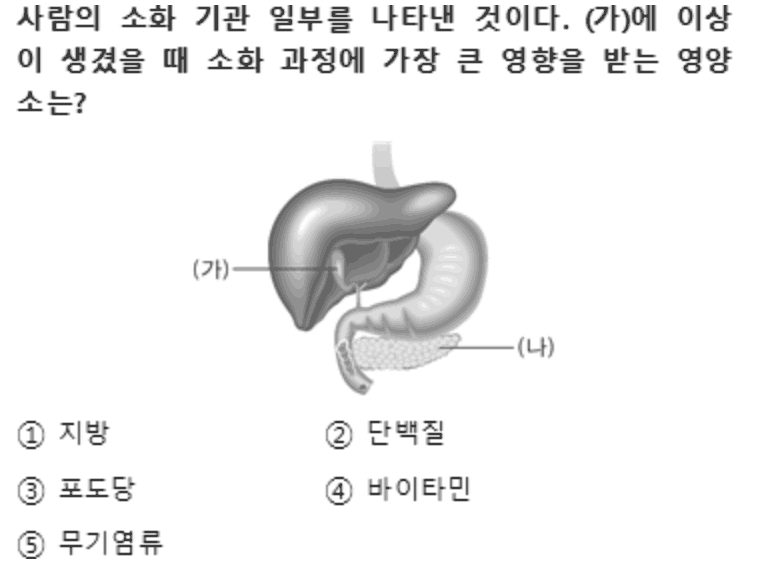 사람의 소화 기관 일부를 나타낸 것이다. (가)에 이상
이 생겼을 때 소화 과정에 가장 큰 영향을 받는 영양
소는?
(가)
(나)
① 지방
② 단백질
③ 포도당
④ 바이타민
⑤ 무기염류